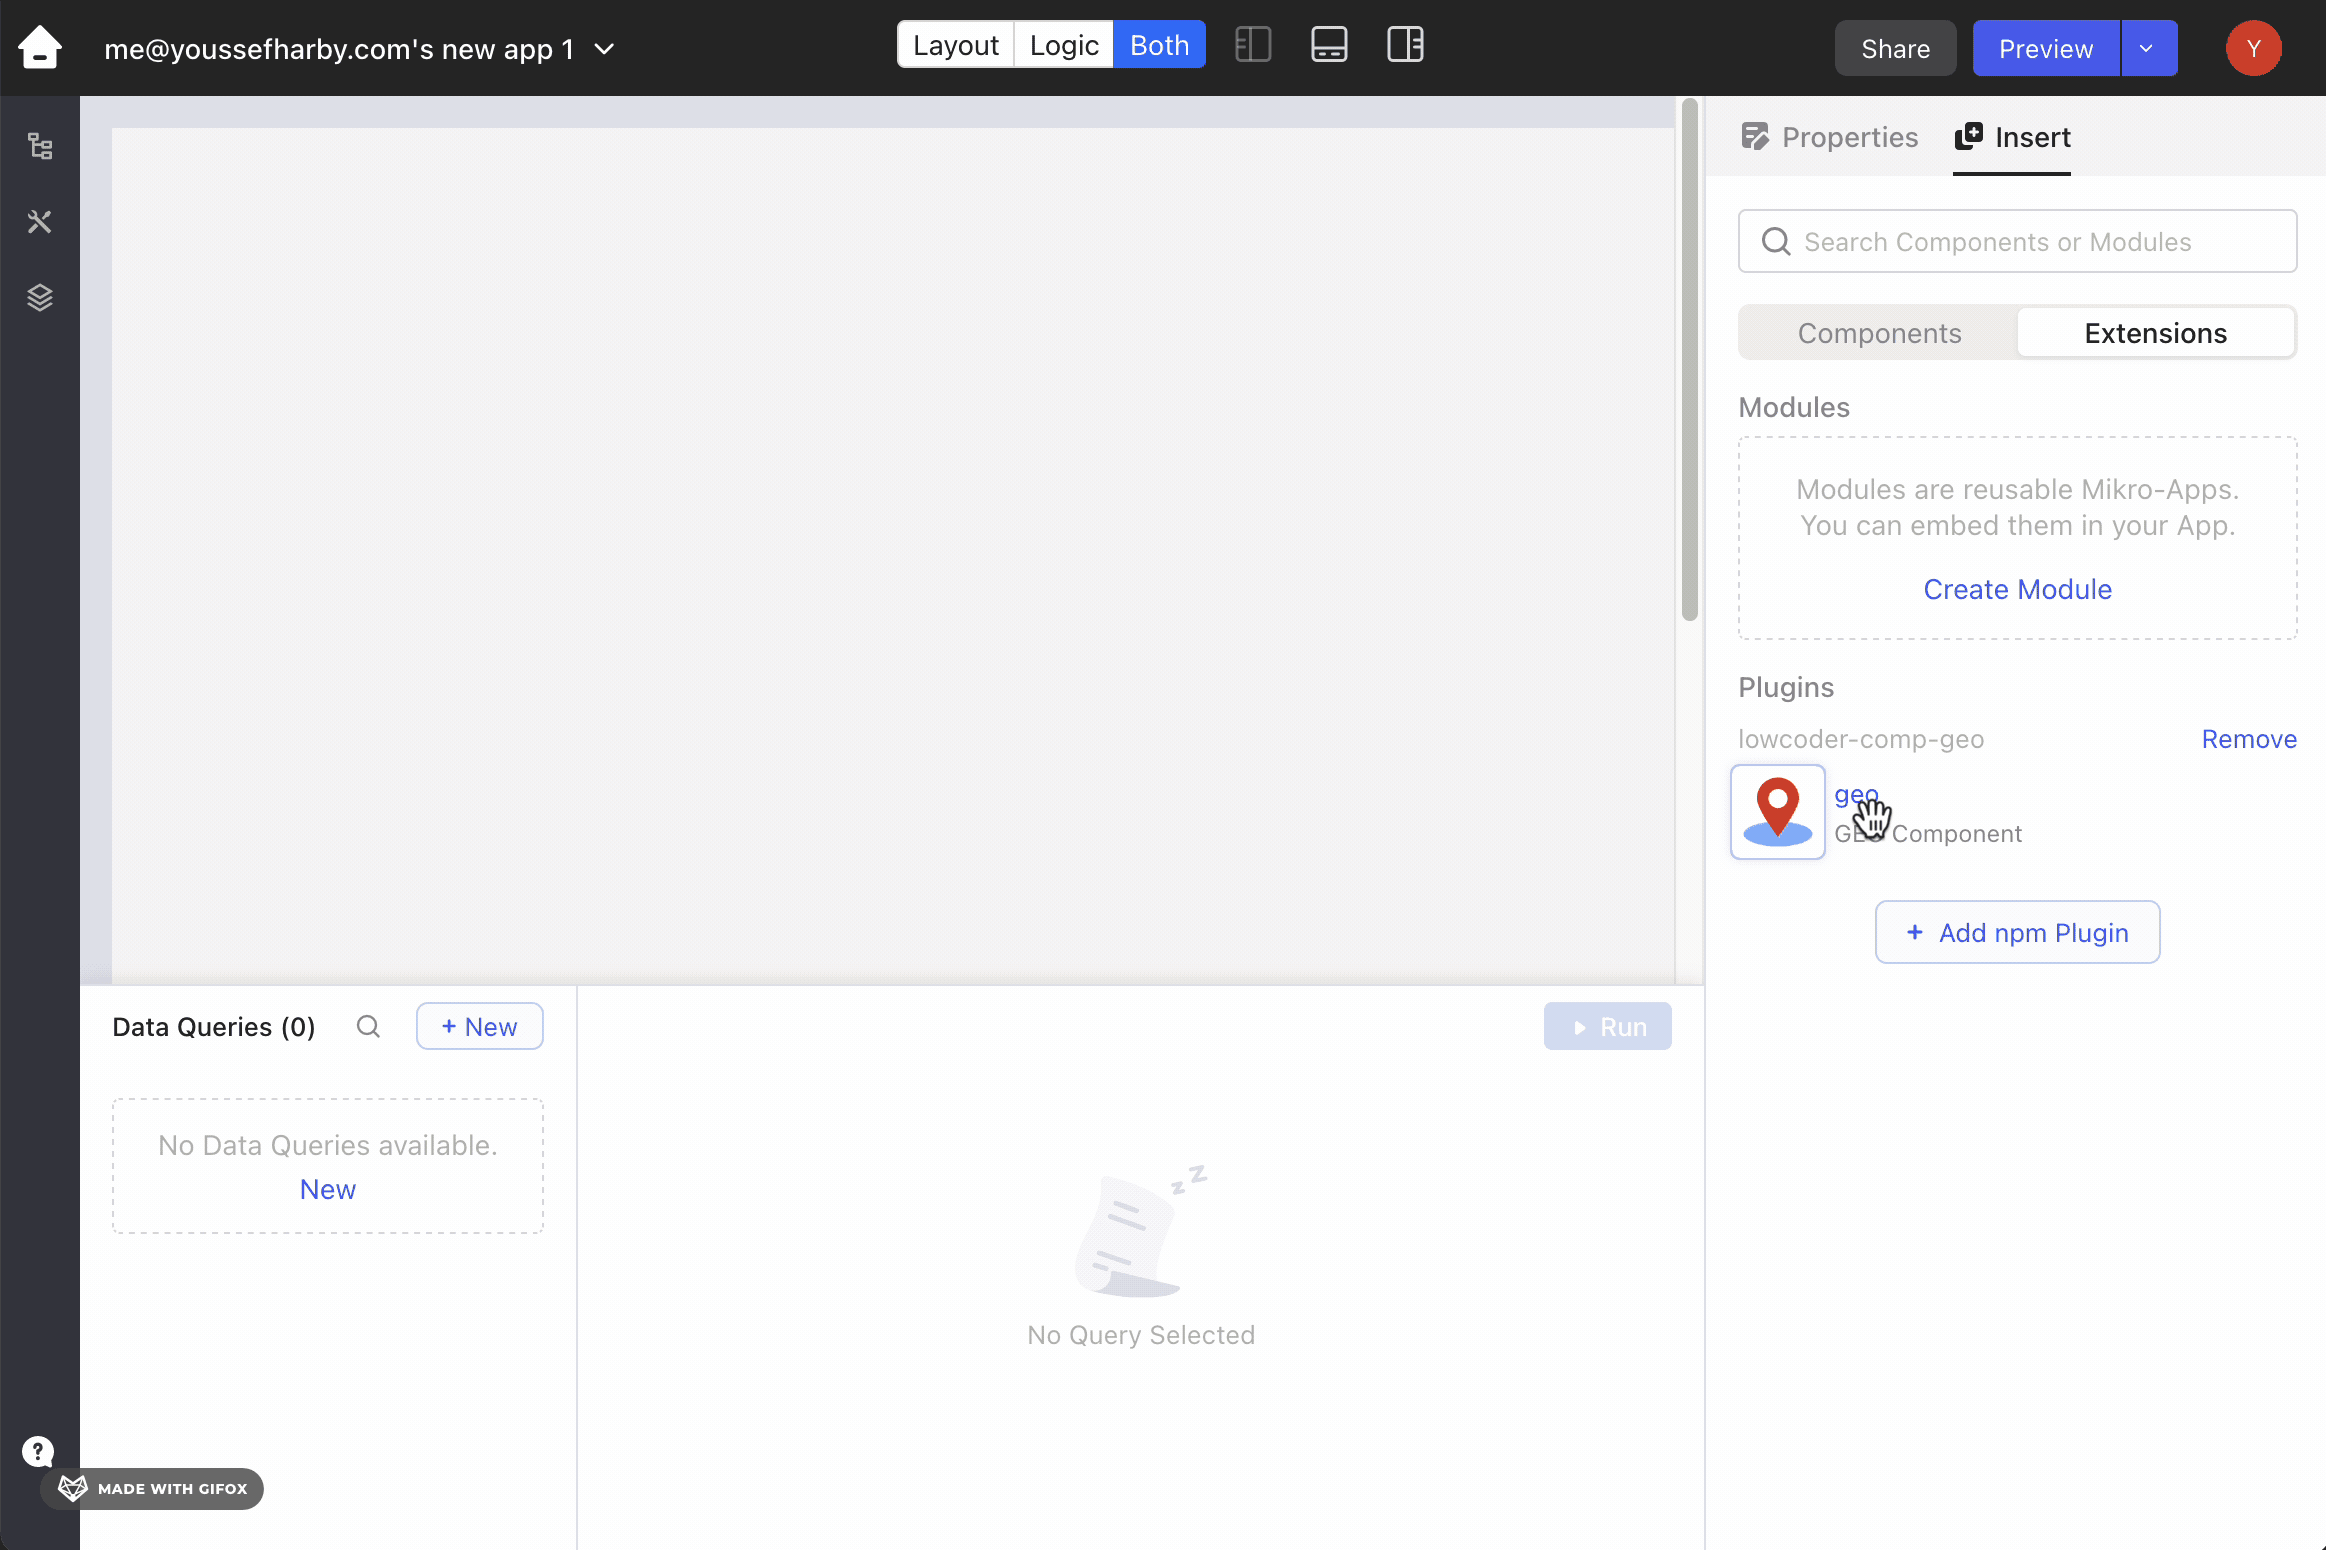 me@youssefharby.com's new app 1
Layout
Logic
Both
Share
Preview
Y
Properties
Insert
Search Components or Modules
Components
Extensions
Modules
Modules are reusable Mikro-Apps.
You can embed them in your App.
Create Module
Plugins
lowcoder-comp-geo
Remove
geo
GEO Component
+ Add npm Plugin
Data Queries (0)
+ New
Run
No Data Queries available.
New
z z
No Query Selected
?
MADE WITH GIFOX